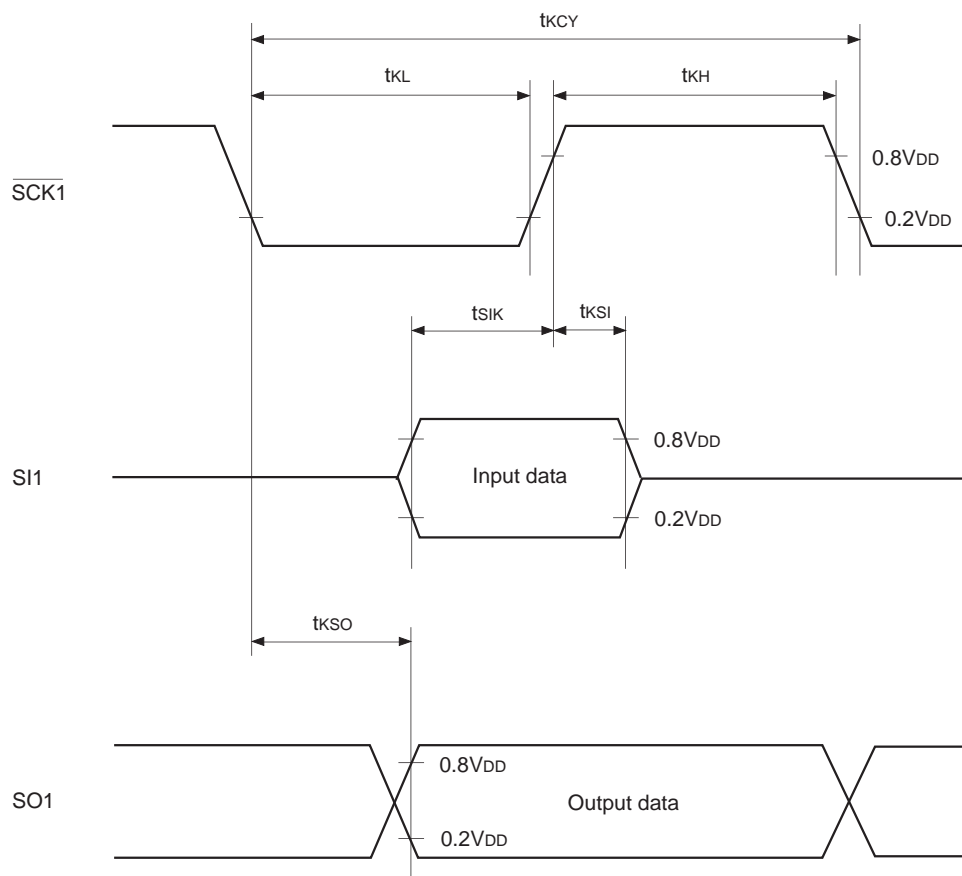 tKCY
tKL
tKH
SCK1
0.8VDD
0.2VDD
tSIK
tKSI
SI1
Input data
0.8VDD
0.2VDD
tKSO
SO1
0.8VDD
Output data
0.2VDD